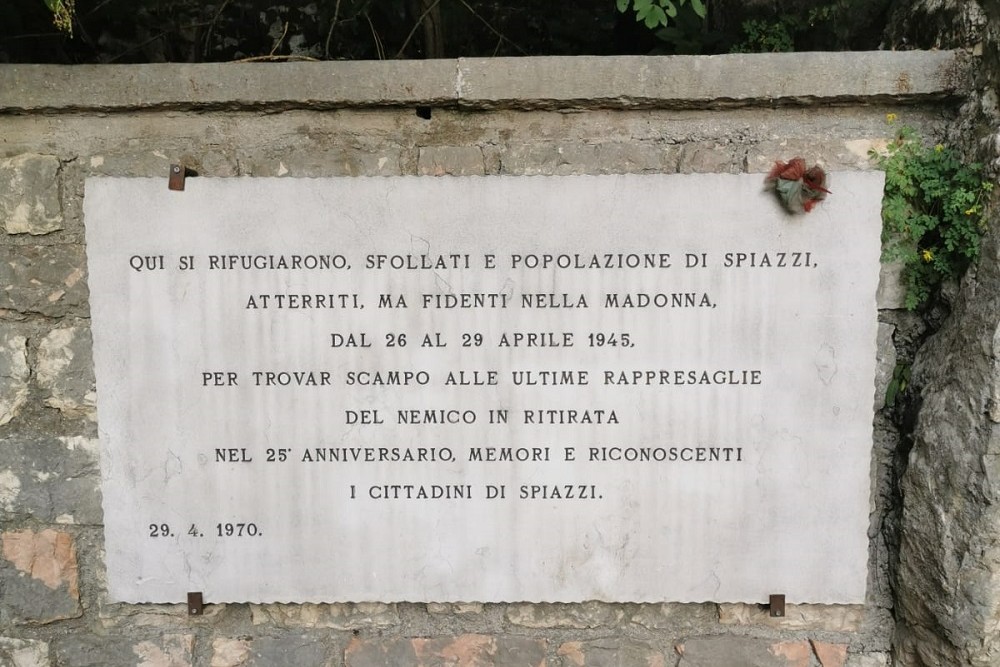 QUI SI RIFUGIARONO, SFOLLATI E POPOLAZIONE DI SPIAZZI,
ATTERRITI, MA FIDENTI NELLA MADONNA,
DAL 26 AL 29 APRILE 1945,
PER TROVAR SCAMPO ALLE ULTIME RAPPRESAGLIE
DEL NEMICO IN RITIRATA
NEL 25° ANNIVERSARIO, MEMORI E RICONOSCENTI
I CITTADINI DI SPIAZZI.
29. 4. 1970.